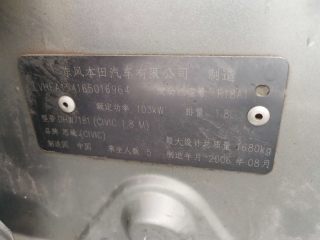 东风本田汽车有限公司 制造
额定功率 103kW 排量 1.8L
型号 DHW7181 (CIVIC 1.8 M)
品牌 思域 (CIVIC) 最大设计总质量 1680kg
制造国 中国 乘坐人数 5 制造年月 2006年08月